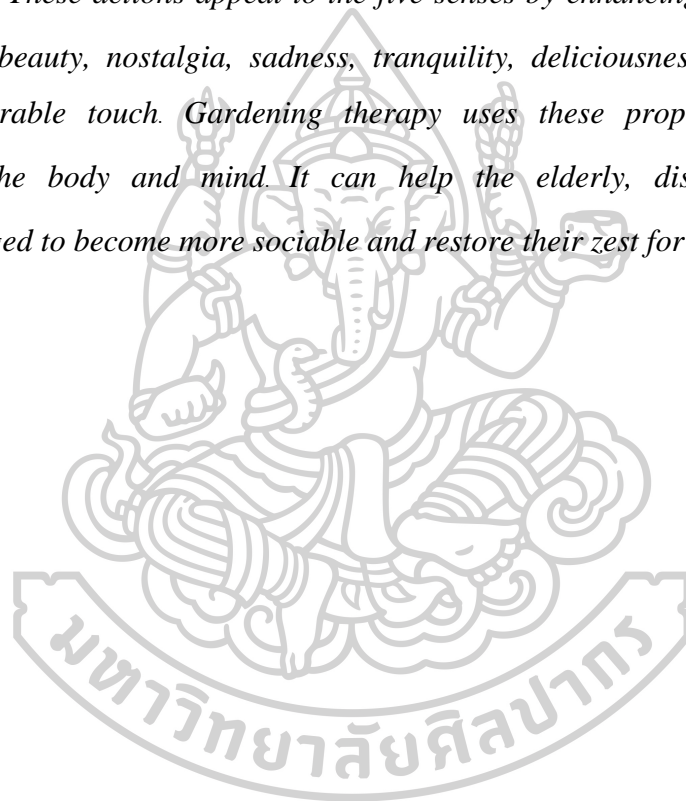 These actions appeal to the five senses by enhancing
beauty, nostalgia, sadness, tranquility, deliciousness
rable touch. Gardening therapy uses these prop
he body and mind. It can help the elderly, dis
ed to become more sociable and restore their zest for
มหาวิทยาลัยศิลปากร